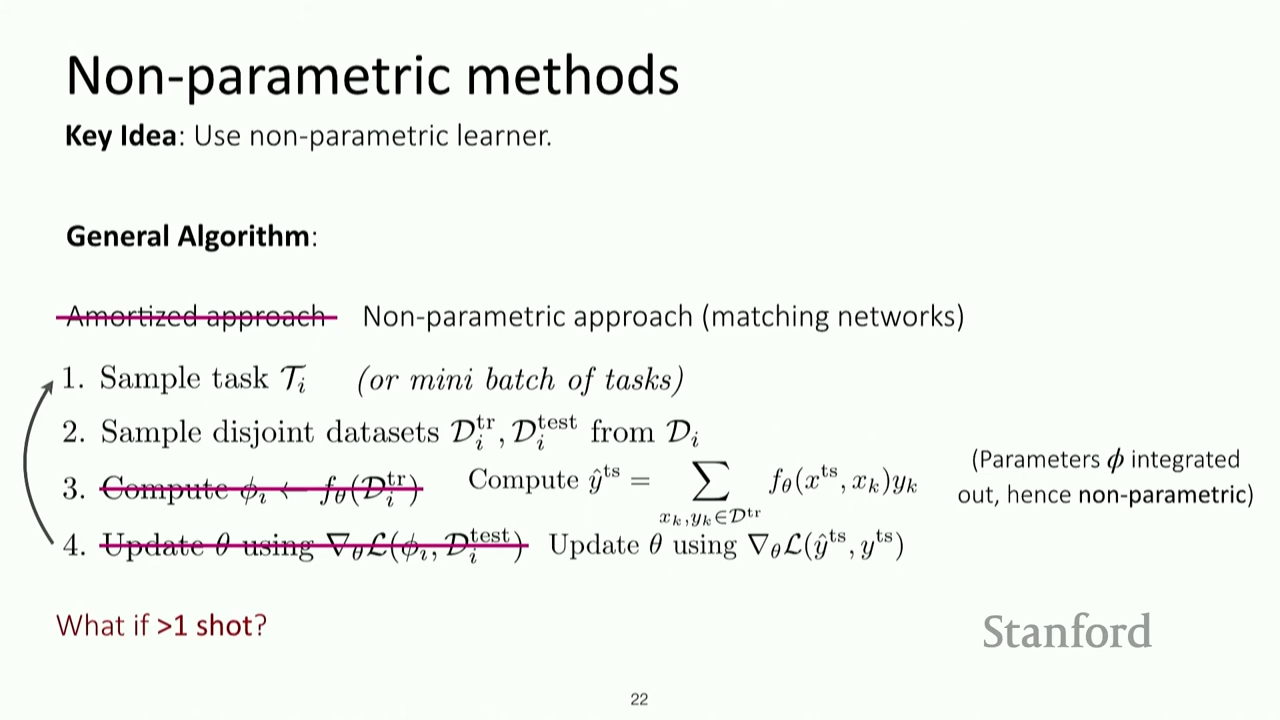 Non-parametric methods
Key Idea: Use non-parametric learner.
General Algorithm:
Amortized approach Non-parametric approach (matching networks)
1. Sample task 𝒯ᵢ (or mini batch of tasks)
2. Sample disjoint datasets 𝒟ᵢᵗʳ, 𝒟ᵢᵗᵉˢᵗ from 𝒟ᵢ
3. Compute ϕᵢ ← f_θ(𝒟ᵢᵗʳ) Compute ŷᵗˢ = ∑_{xₖ,yₖ∈𝒟ᵗʳ} f_θ(xᵗˢ, xₖ)yₖ
(Parameters ϕ integrated
out, hence non-parametric)
4. Update θ using ∇_θℒ(ϕᵢ, 𝒟ᵢᵗᵉˢᵗ) Update θ using ∇_θℒ(ŷᵗˢ, yᵗˢ)
What if >1 shot?
Stanford
22